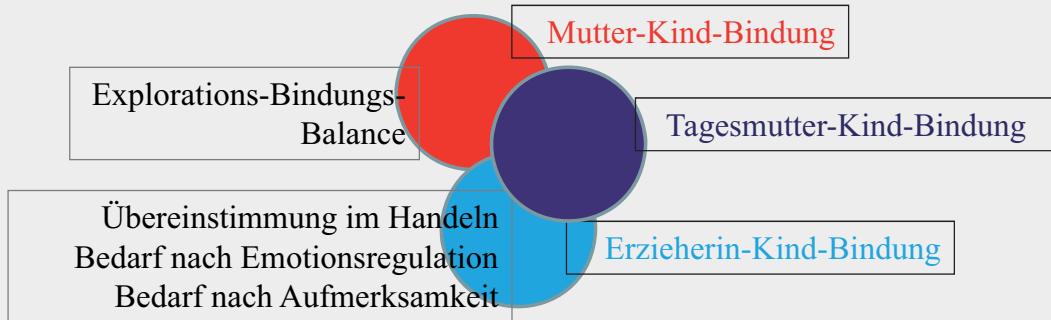 Mutter-Kind-Bindung
Explorations-Bindungs-
Balance
Tagesmutter-Kind-Bindung
Übereinstimmung im Handeln
Bedarf nach Emotionsregulation
Bedarf nach Aufmerksamkeit
Erzieherin-Kind-Bindung